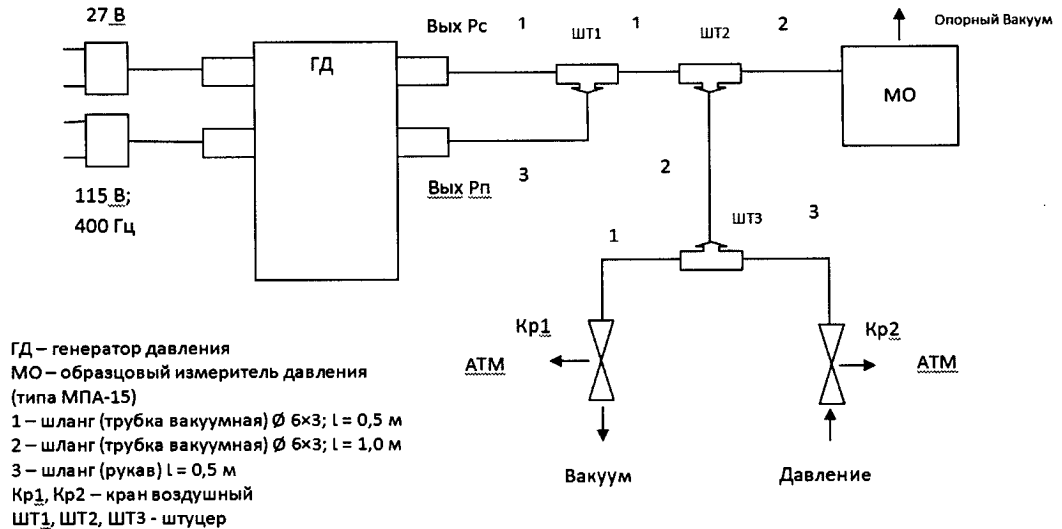 27 В
Вых Рс
1
ШТ1
1
ШТ2
2
Опорный Вакуум
ГД
МО
115 В;
400 Гц
Вых Рп
3
2
ШТ3
3
1
Кр1
АТМ
Кр2
АТМ
Вакуум
Давление
ГД – генератор давления
МО – образцовый измеритель давления
(типа МПА-15)
1 – шланг (трубка вакуумная) Ø 6×3; l = 0,5 м
2 – шланг (трубка вакуумная) Ø 6×3; l = 1,0 м
3 – шланг (рукав) l = 0,5 м
Кр1, Кр2 – кран воздушный
ШТ1, ШТ2, ШТ3 - штуцер